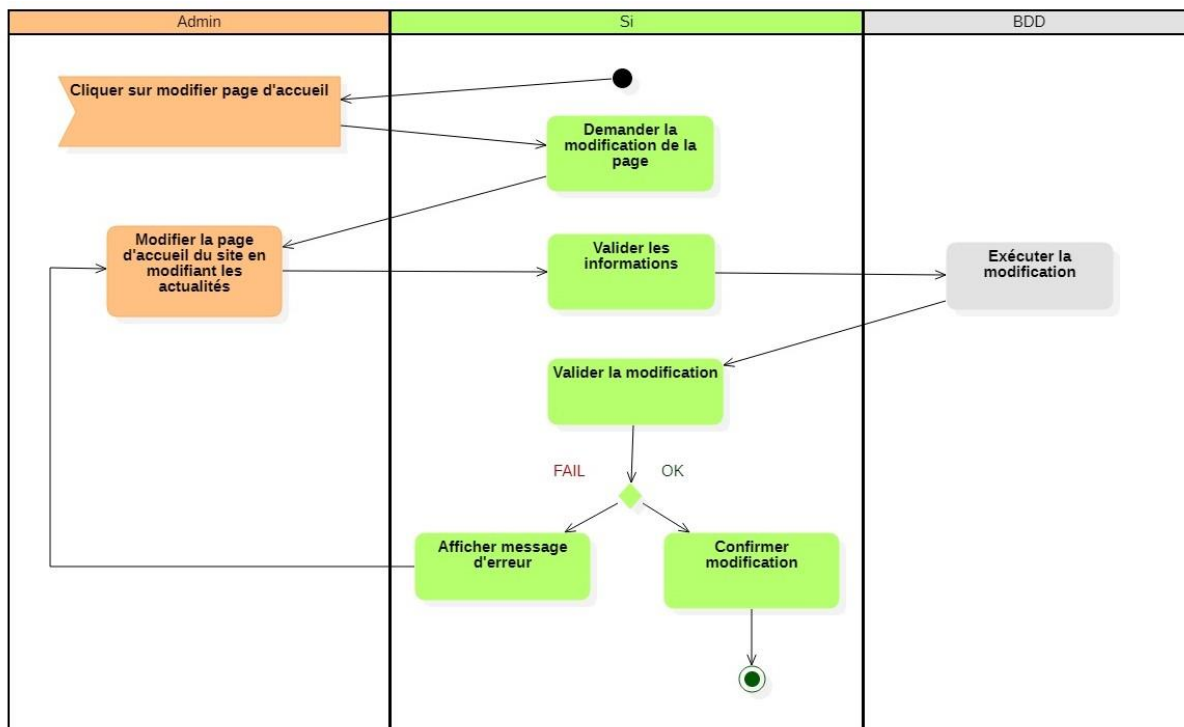 Admin
Si
BDD
Cliquer sur modifier page d'accueil
Demander la
modification de la
page
Modifier la page
d'accueil du site en
modifiant les
actualités
Valider les
informations
Exécuter la
modification
Valider la modification
FAIL
OK
Afficher message
d'erreur
Confirmer
modification